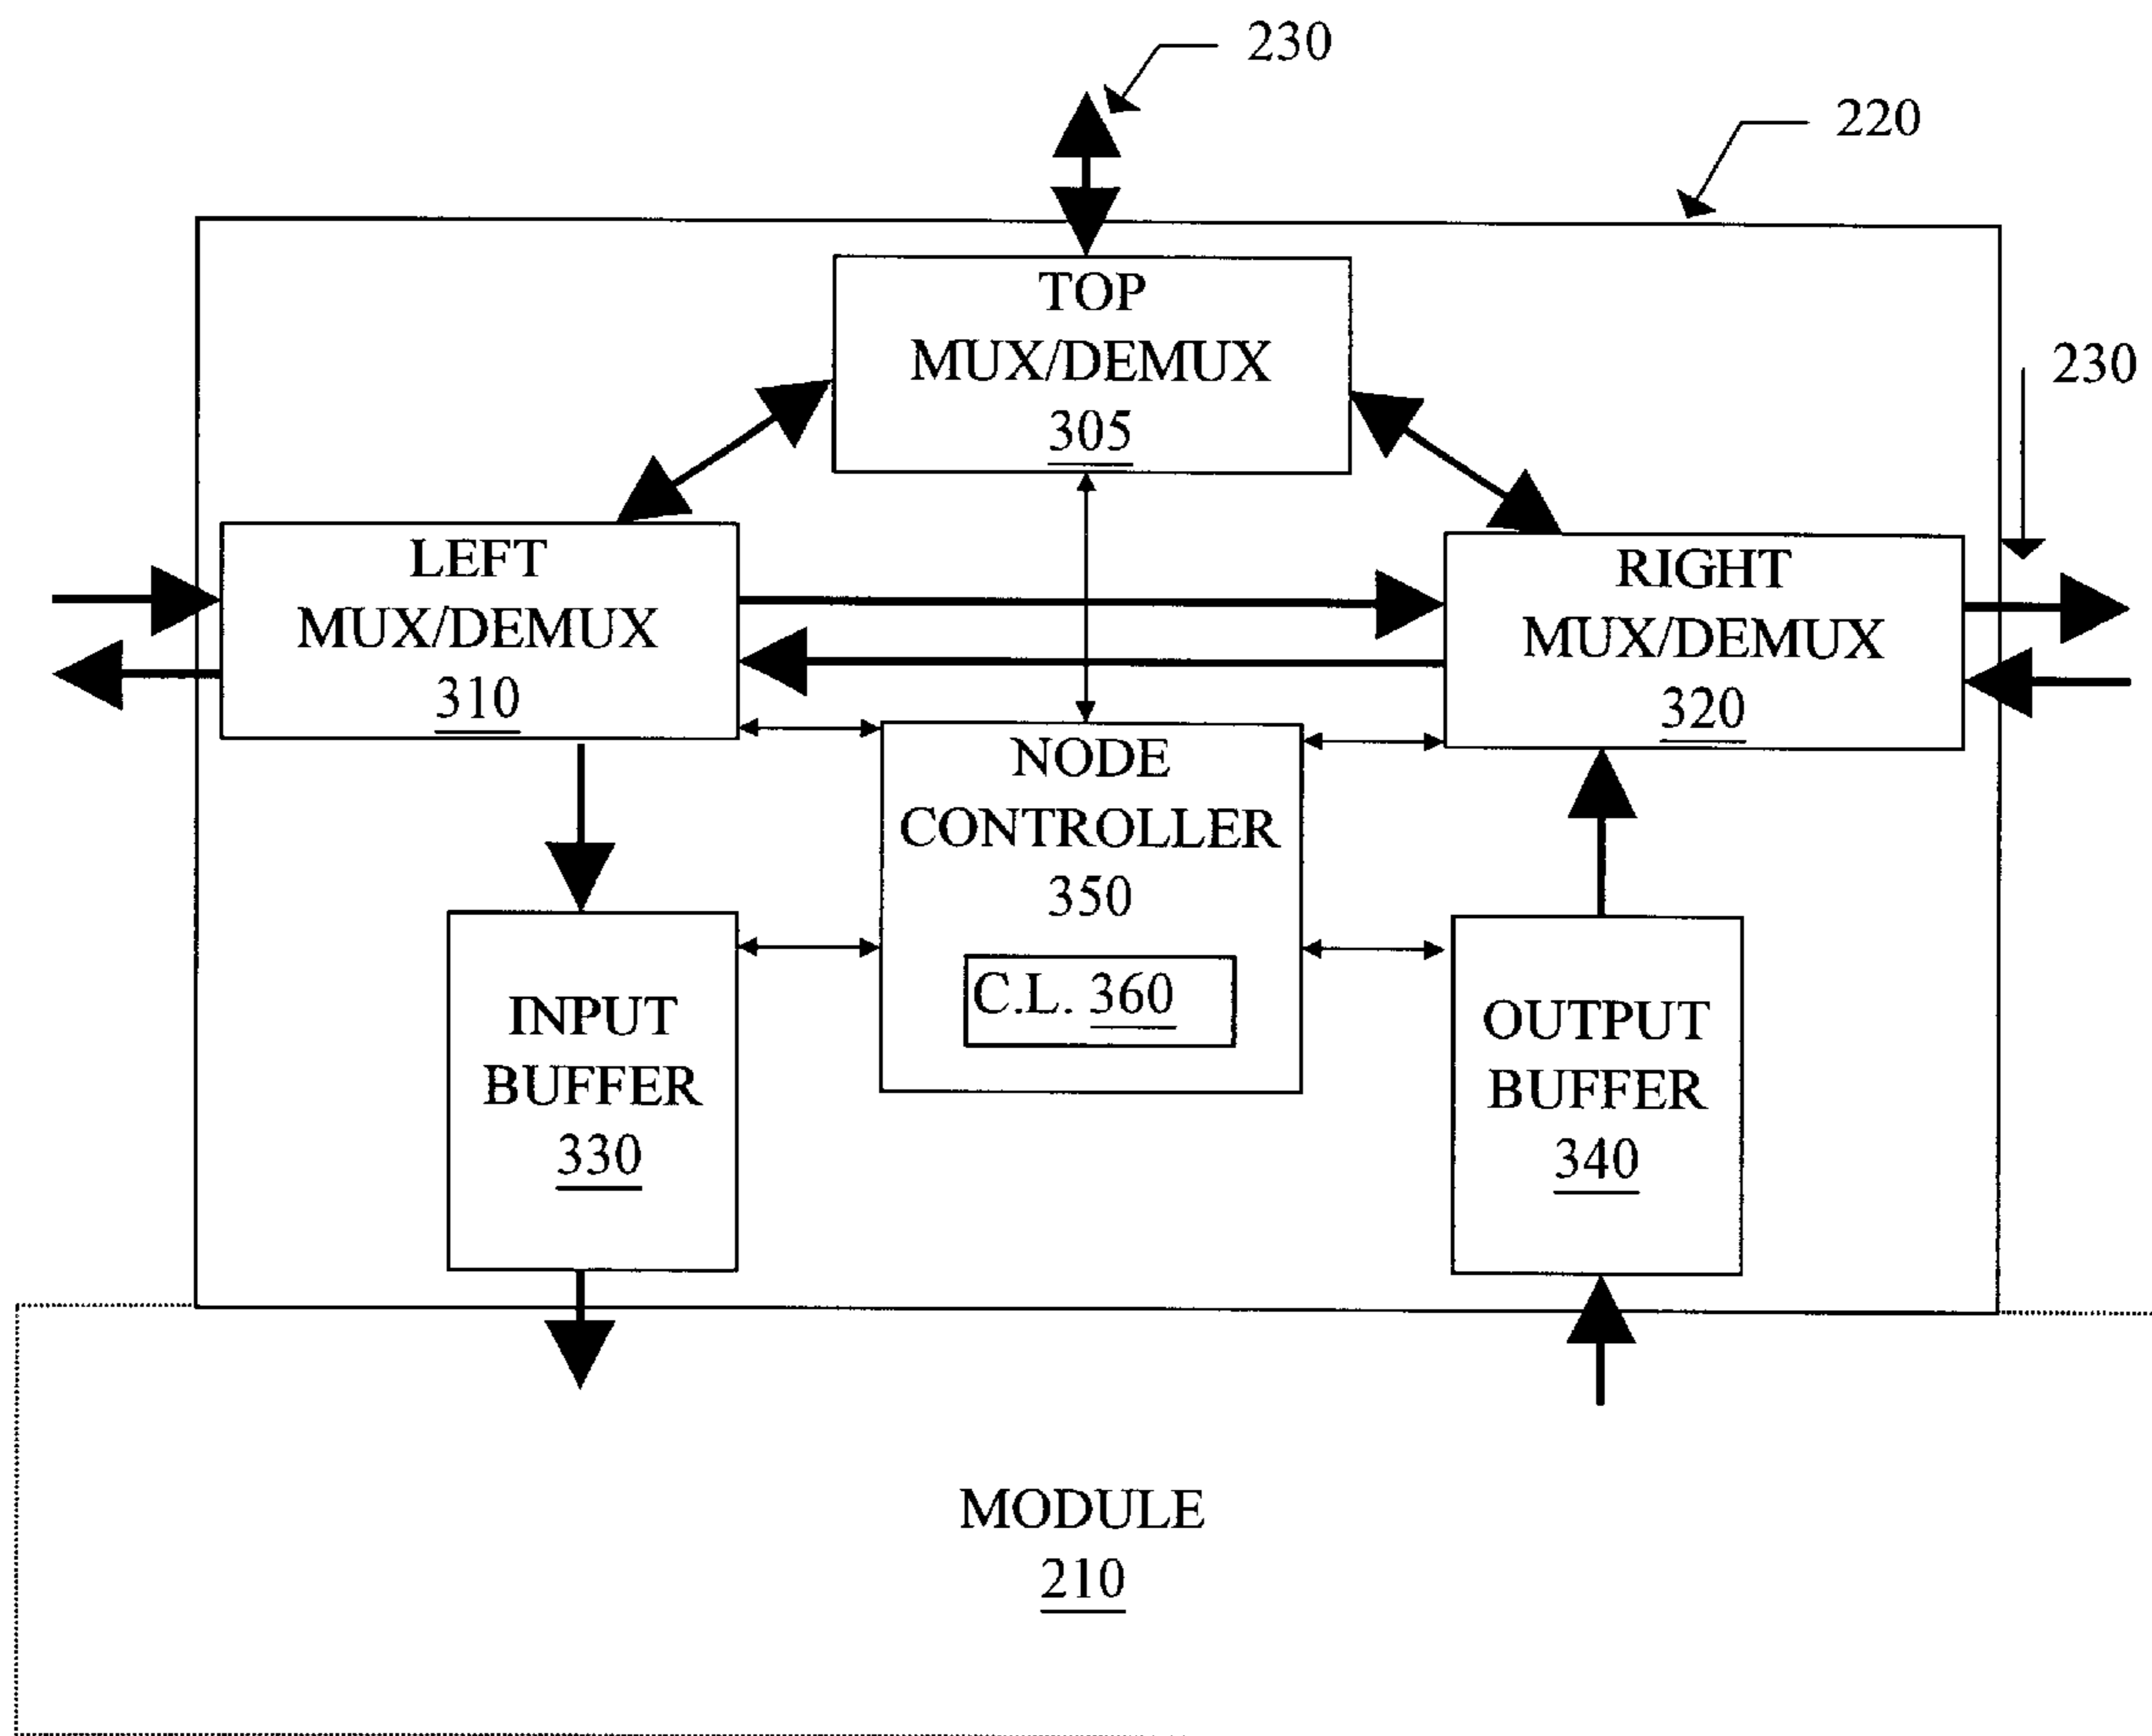 230
220
TOP
MUX/DEMUX
305
230
LEFT
MUX/DEMUX
310
RIGHT
MUX/DEMUX
320
NODE
CONTROLLER
350
C.L. 360
INPUT
BUFFER
330
OUTPUT
BUFFER
340
MODULE
210